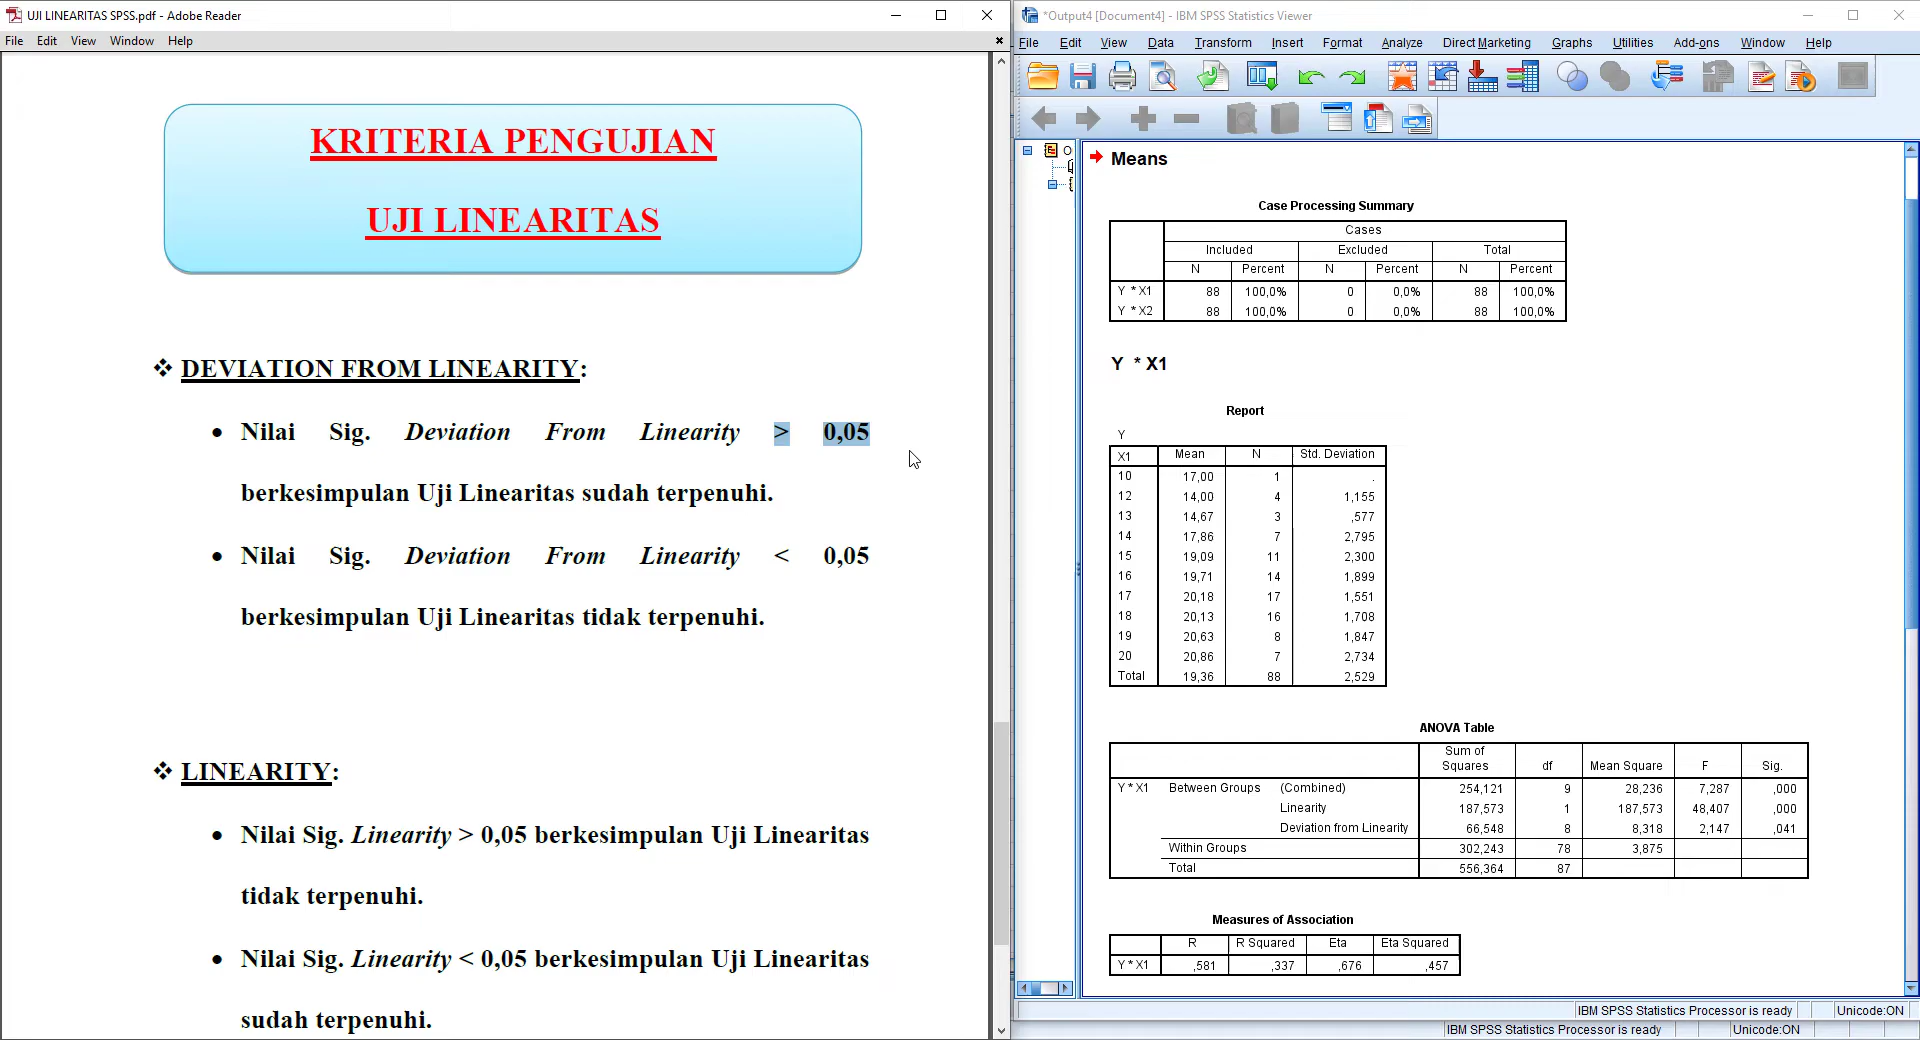 UJI LINEARITAS SPSS.pdf - Adobe Reader
File Edit View Window Help
KRITERIA PENGUJIAN
UJI LINEARITAS
❖ DEVIATION FROM LINEARITY:
• Nilai Sig. Deviation From Linearity > 0,05
berkesimpulan Uji Linearitas sudah terpenuhi.
• Nilai Sig. Deviation From Linearity < 0,05
berkesimpulan Uji Linearitas tidak terpenuhi.
❖ LINEARITY:
• Nilai Sig. Linearity > 0,05 berkesimpulan Uji Linearitas
tidak terpenuhi.
• Nilai Sig. Linearity < 0,05 berkesimpulan Uji Linearitas
sudah terpenuhi.
*Output4 [Document4] - IBM SPSS Statistics Viewer
File Edit View Data Transform Insert Format Analyze Direct Marketing Graphs Utilities Add-ons Window Help
O
Means
Case Processing Summary
Cases
Included Excluded Total
N Percent N Percent N Percent
Y * X1 88 100,0% 0 0,0% 88 100,0%
Y * X2 88 100,0% 0 0,0% 88 100,0%
Y * X1
Report
Y
X1 Mean N Std. Deviation
10 17,00 1 .
12 14,00 4 1,155
13 14,67 3 ,577
14 17,86 7 2,795
15 19,09 11 2,300
16 19,71 14 1,899
17 20,18 17 1,551
18 20,13 16 1,708
19 20,63 8 1,847
20 20,86 7 2,734
Total 19,36 88 2,529
ANOVA Table
Sum of
Squares df Mean Square F Sig.
Y * X1 Between Groups (Combined) 254,121 9 28,236 7,287 ,000
Linearity 187,573 1 187,573 48,407 ,000
Deviation from Linearity 66,548 8 8,318 2,147 ,041
Within Groups 302,243 78 3,875
Total 556,364 87
Measures of Association
R R Squared Eta Eta Squared
Y * X1 ,581 ,337 ,676 ,457
IBM SPSS Statistics Processor is ready Unicode:ON
IBM SPSS Statistics Processor is ready Unicode:ON